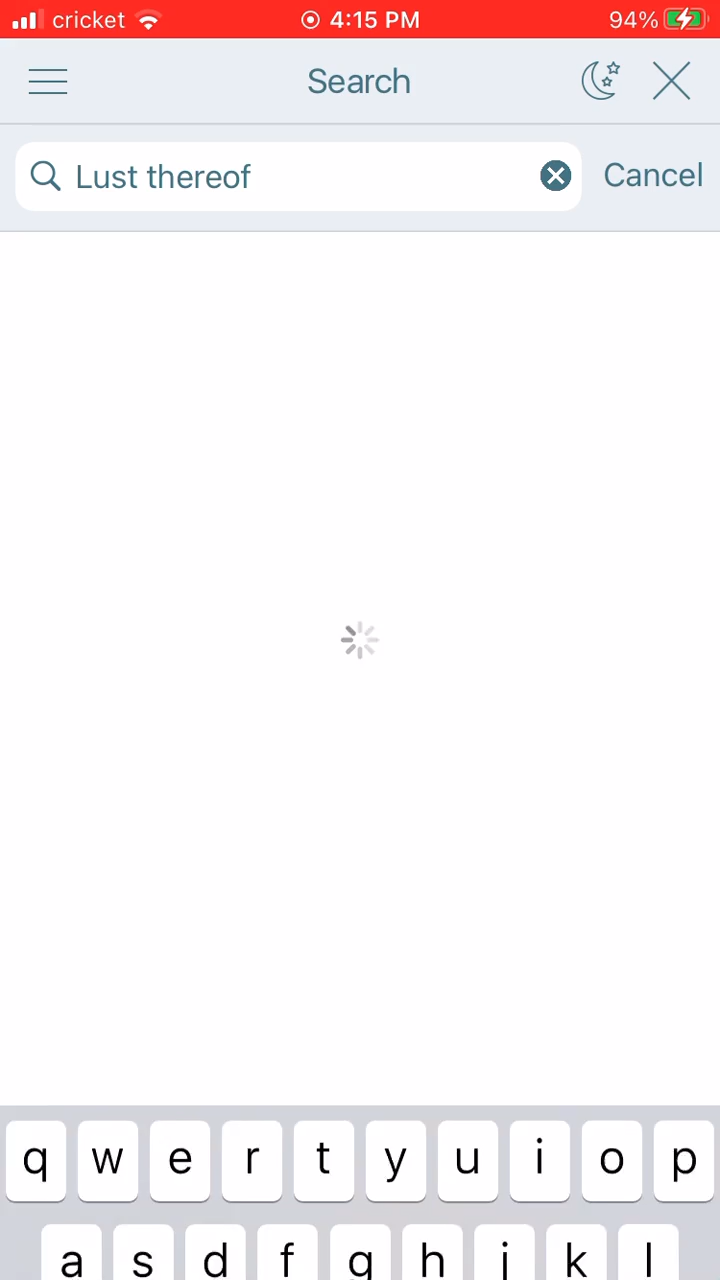 cricket 4:15 PM 94%
Search
Lust thereof Cancel
q w e r t y u i o p
a s d f g h j k l